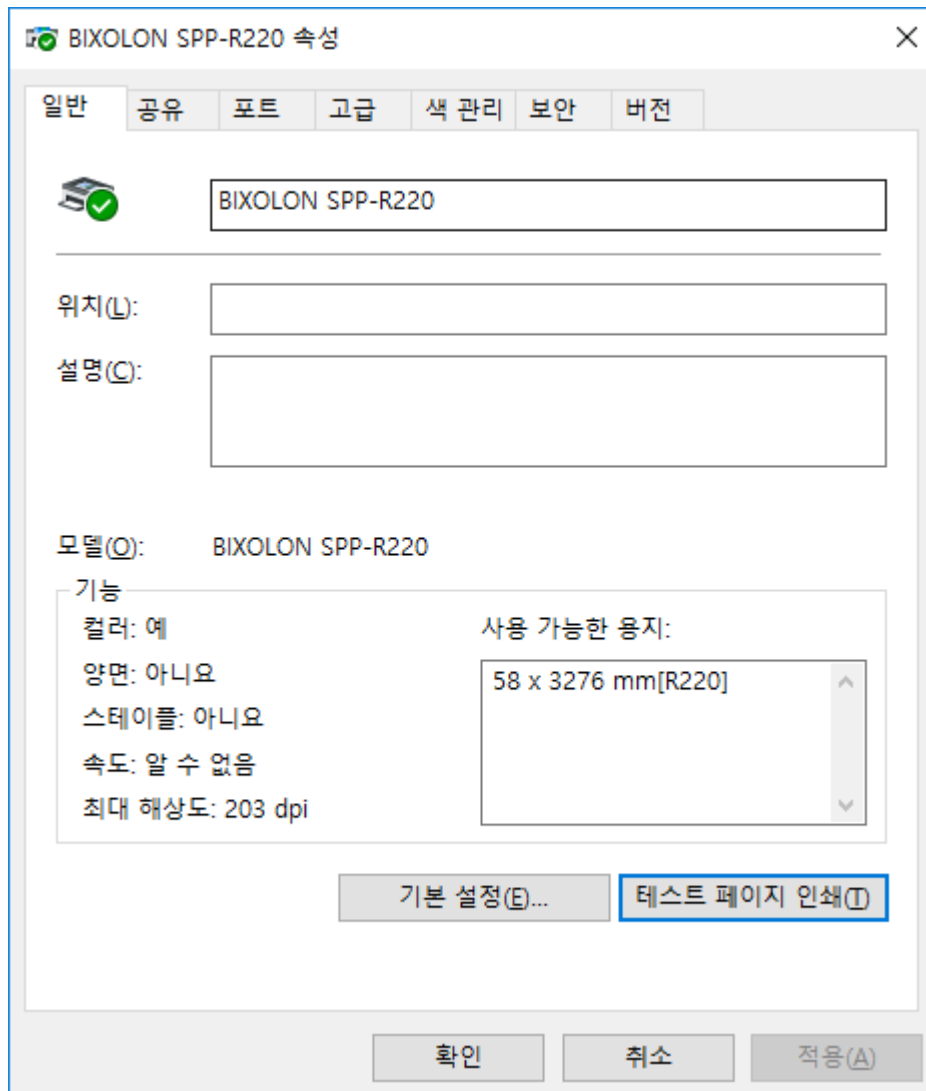 BIXOLON SPP-R220 속성
일반 공유 포트 고급 색 관리 보안 버전
BIXOLON SPP-R220
위치(L):
설명(C):
모델(O): BIXOLON SPP-R220
기능
컬러: 예 사용 가능한 용지:
양면: 아니요 58 x 3276 mm[R220]
스테이플: 아니요
속도: 알 수 없음
최대 해상도: 203 dpi
기본 설정(E)... 테스트 페이지 인쇄(T)
확인 취소 적용(A)